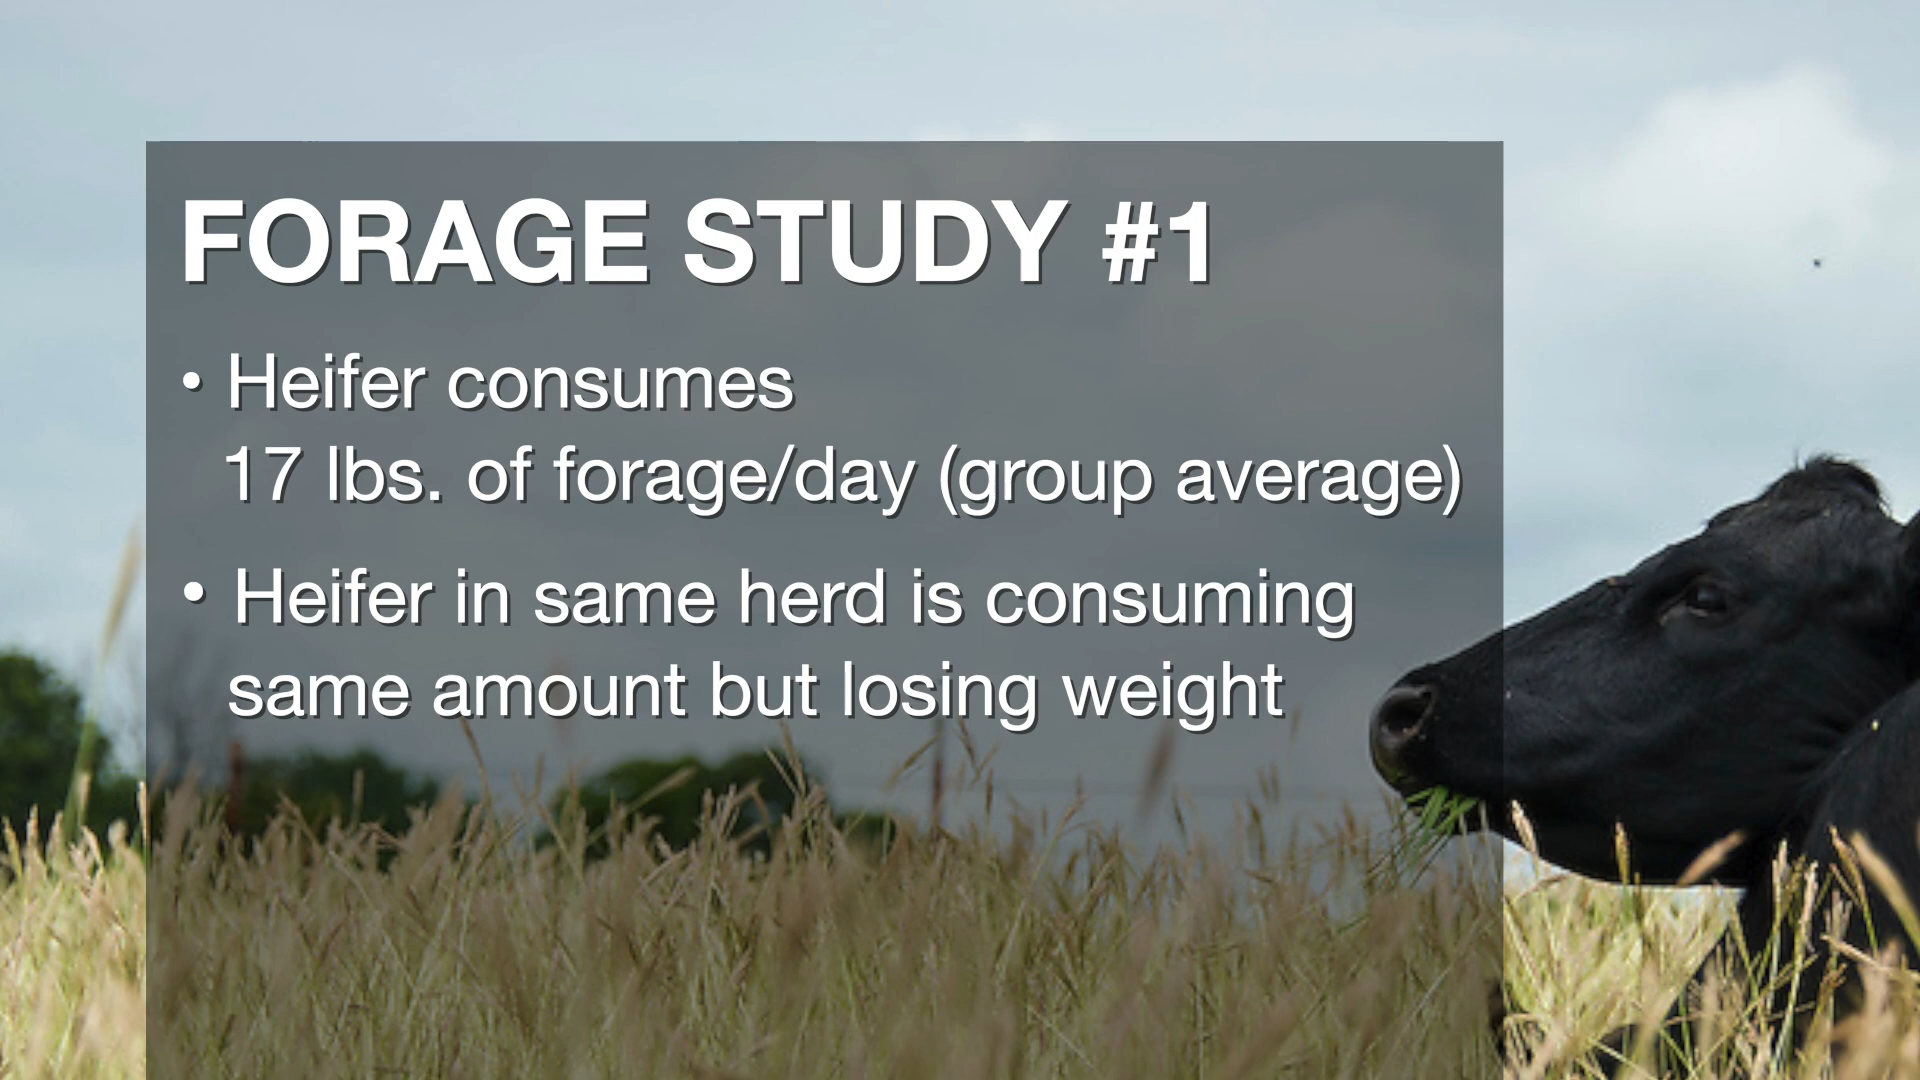 FORAGE STUDY #1
• Heifer consumes
17 lbs. of forage/day (group average)
• Heifer in same herd is consuming
same amount but losing weight